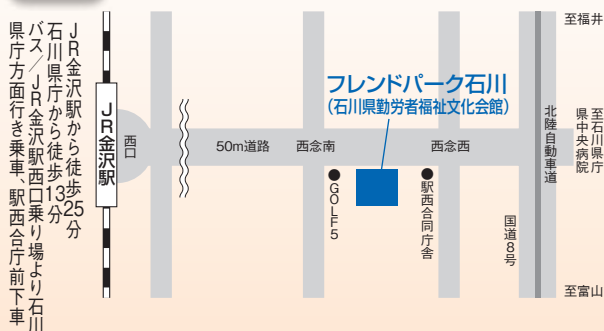 JR金沢駅から徒歩25分
石川県庁から徒歩13分
バス／JR金沢駅西口乗り場より石川
県庁方面行き乗車、駅西合庁前下車
JR金沢駅
西口
50m道路
西念南
西念西
フレンドパーク石川
（石川県勤労者福祉文化会館）
GOLF5
駅西合同庁舎
国道8号
北陸自動車道
至福井
至石川県庁
県中央病院
至富山